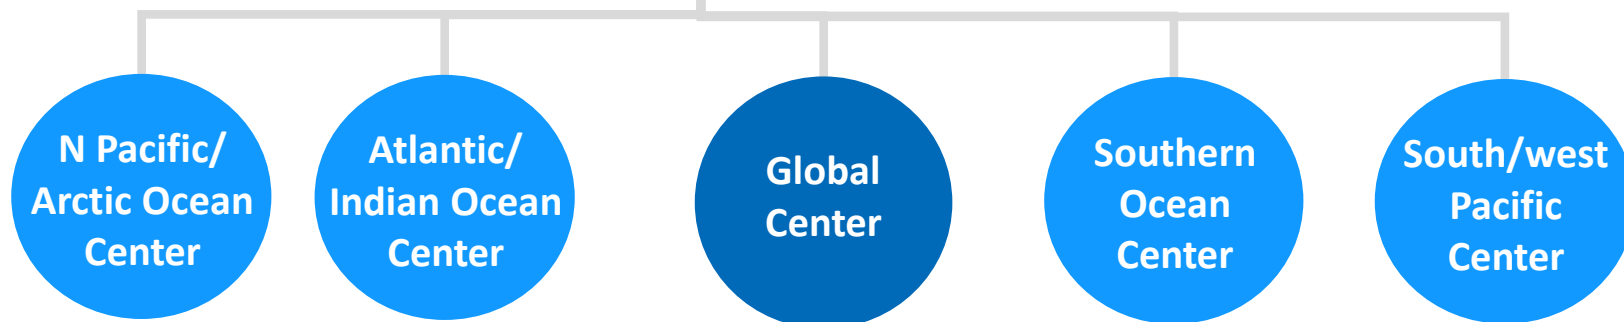 N Pacific/
Arctic Ocean
Center
Atlantic/
Indian Ocean
Center
Global
Center
Southern
Ocean
Center
South/west
Pacific
Center